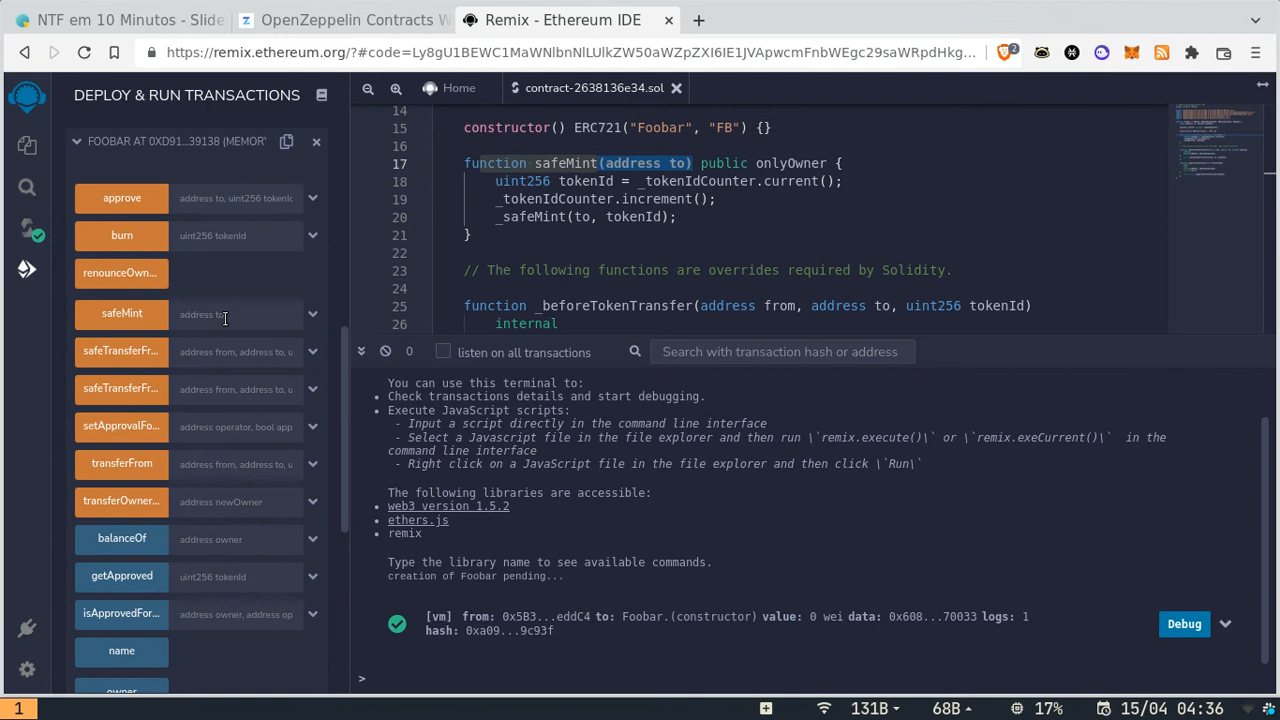 NTF em 10 Minutos - Slide
OpenZeppelin Contracts W
Remix - Ethereum IDE
https://remix.ethereum.org/?#code=Ly8gU1BEWC1MaWNlbnNlLUlkZW50aWZpZXI6IE1JVApwcmFnbWEgc29saWRpdHkg...
2
DEPLOY & RUN TRANSACTIONS
Home
contract-2638136e34.sol
FOOBAR AT 0XD91...39138 (MEMORY
approve address to, uint256 tokenId
burn uint256 tokenId
renounceOwn...
safeMint address to
safeTransferFr... address from, address to, u
safeTransferFr... address from, address to, u
setApprovalFo... address operator, bool app
transferFrom address from, address to, u
transferOwner... address newOwner
balanceOf address owner
getApproved uint256 tokenId
isApprovedFor... address owner, address op
name
owner
14
15 constructor() ERC721("Foobar", "FB") {}
16
17 function safeMint(address to) public onlyOwner {
18 uint256 tokenId = _tokenIdCounter.current();
19 _tokenIdCounter.increment();
20 _safeMint(to, tokenId);
21 }
22
23 // The following functions are overrides required by Solidity.
24
25 function _beforeTokenTransfer(address from, address to, uint256 tokenId)
26 internal
0 listen on all transactions Search with transaction hash or address
You can use this terminal to:
• Check transactions details and start debugging.
• Execute JavaScript scripts:
- Input a script directly in the command line interface
- Select a Javascript file in the file explorer and then run \`remix.execute()\` or \`remix.exeCurrent()\` in the
command line interface
- Right click on a JavaScript file in the file explorer and then click \`Run\`
The following libraries are accessible:
• web3 version 1.5.2
• ethers.js
• remix
Type the library name to see available commands.
creation of Foobar pending...
[vm] from: 0x5B3...eddC4 to: Foobar.(constructor) value: 0 wei data: 0x608...70033 logs: 1
hash: 0xa09...9c93f
Debug
>
1
131B
68B
17%
15/04 04:36